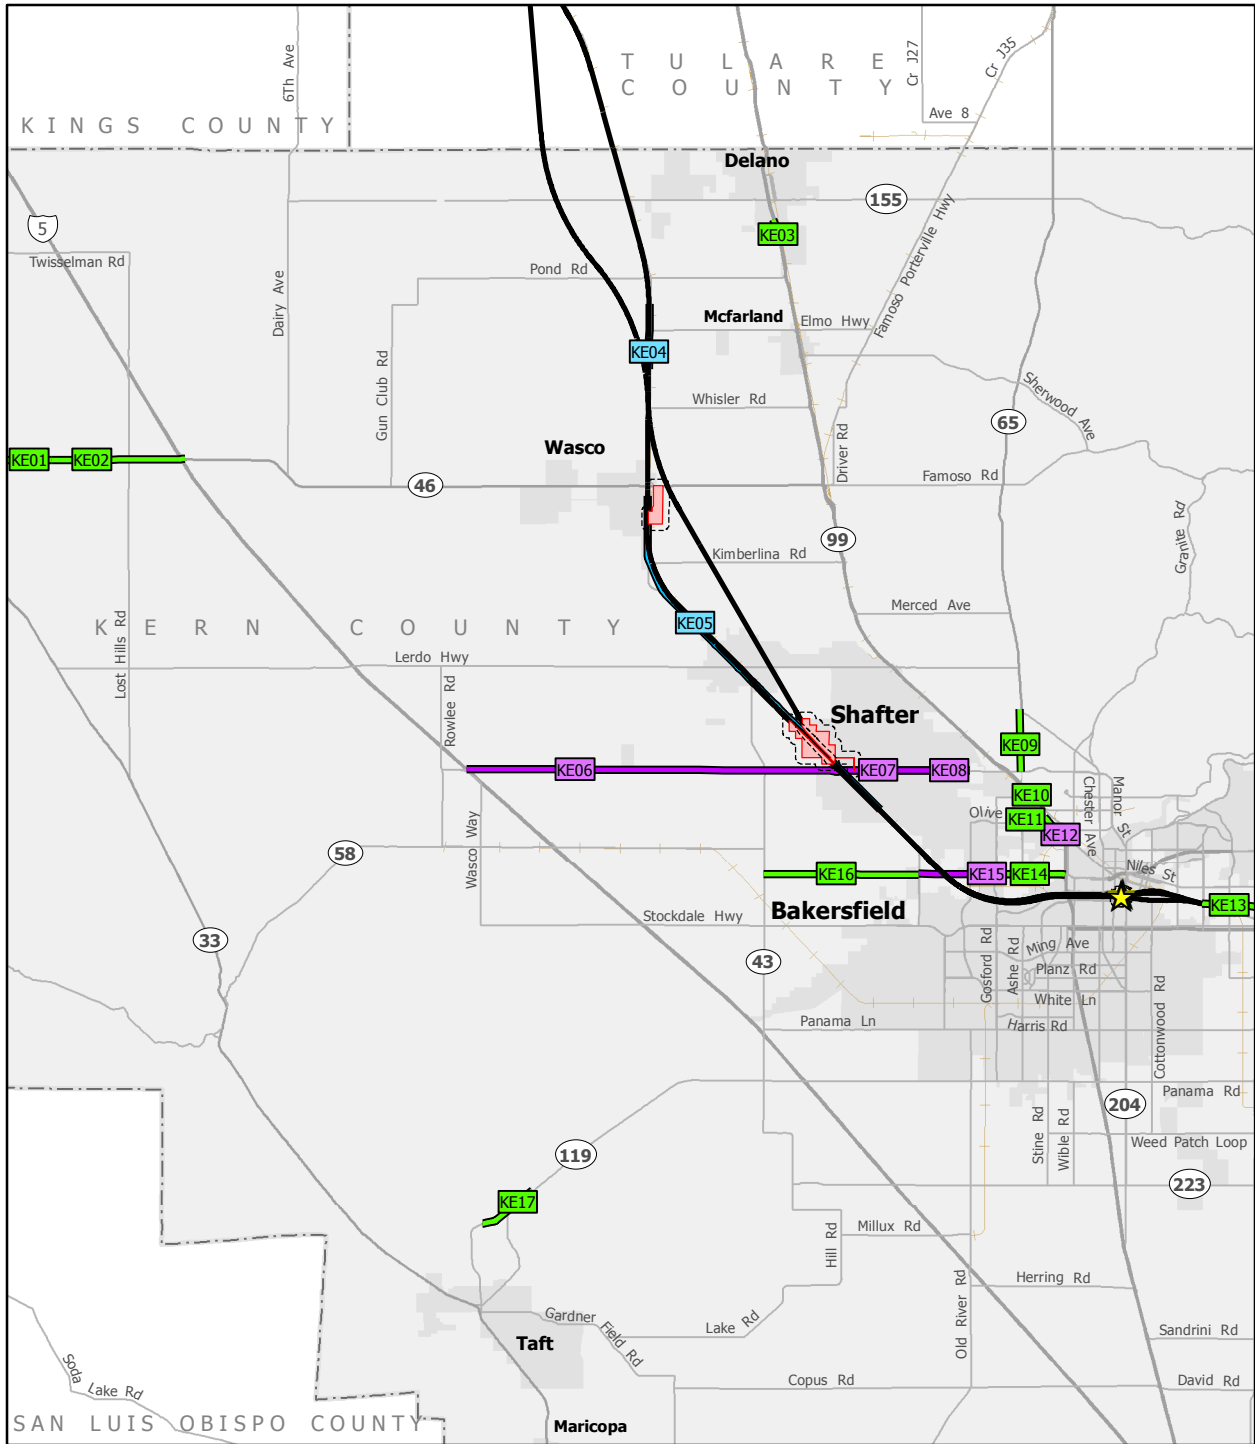 6Th Ave
T U L A R E
C O U N T Y
Cr J27
Cr J35
Ave 8
KINGS COUNTY
Delano
155
5
KE03
Twisselman Rd
Pond Rd
Famoso Porterville Hwy
Dairy Ave
Mcfarland
Elmo Hwy
KE04
Gun Club Rd
Whisler Rd
Sherwood Ave
65
Wasco
Driver Rd
KE01
KE02
46
Famoso Rd
99
Granite Rd
Kimberlina Rd
Merced Ave
KE05
K E R N C O U N T Y
Lost Hills Rd
Lerdo Hwy
Rowlee Rd
Shafter
KE09
KE06
KE07
KE08
KE10
Chester Ave
Manor St
Olive
KE11
KE12
Wasco Way
58
Niles St
KE16
KE15
KE14
KE13
Bakersfield
Stockdale Hwy
33
43
Gosford Rd
Ashe Rd
Ming Ave
Planz Rd
White Ln
Cottonwood Rd
Panama Ln
Harris Rd
Panama Rd
204
Stine Rd
Wible Rd
Weed Patch Loop
119
223
KE17
Hill Rd
Millux Rd
Old River Rd
Herring Rd
Gardner Field Rd
Lake Rd
Sandrini Rd
Taft
Soda Lake Rd
Copus Rd
David Rd
SAN LUIS OBISPO COUNTY
Maricopa